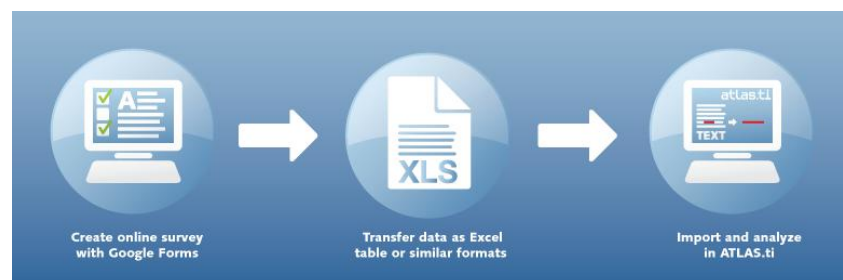 A
XLS
atlas.ti
TEXT
Create online survey
with Google Forms
Transfer data as Excel
table or similar formats
Import and analyze
in ATLAS.ti